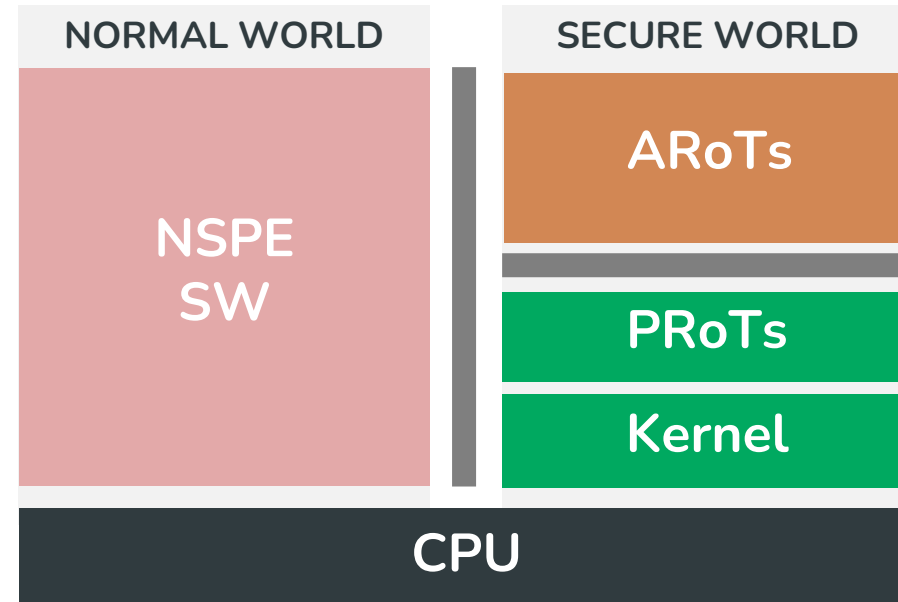 NORMAL WORLD
SECURE WORLD
NSPE
SW
ARoTs
PRoTs
Kernel
CPU